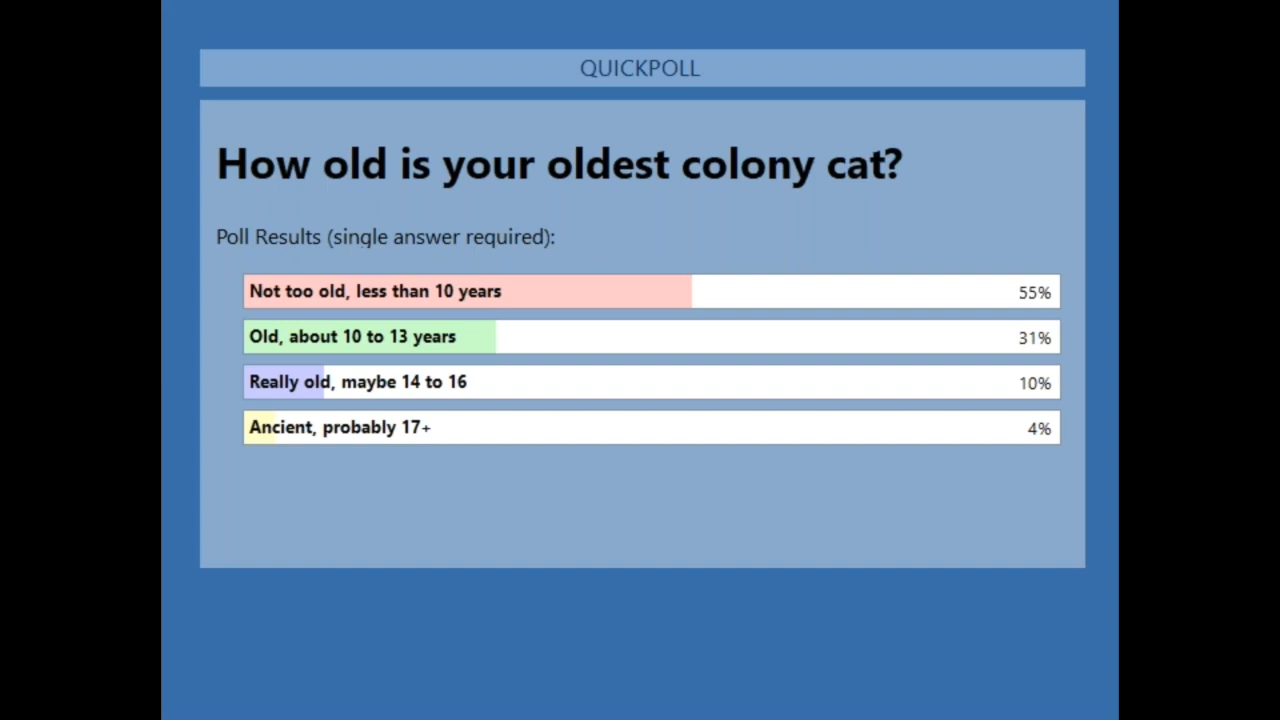 QUICKPOLL
How old is your oldest colony cat?
Poll Results (single answer required):
Not too old, less than 10 years 55%
Old, about 10 to 13 years 31%
Really old, maybe 14 to 16 10%
Ancient, probably 17+ 4%